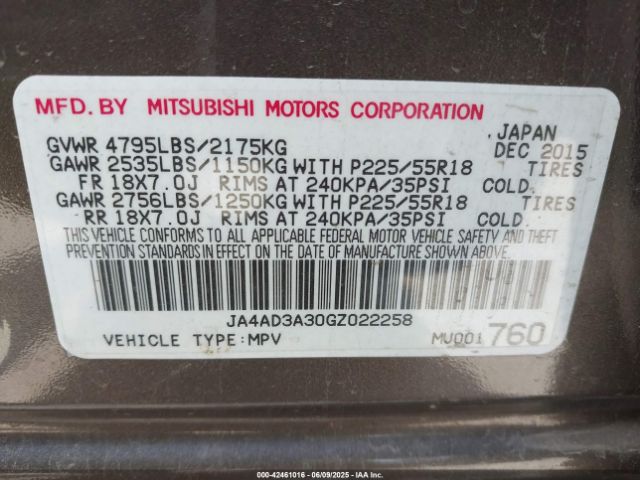 MFD. BY MITSUBISHI MOTORS CORPORATION
GVWR 4795LBS/2175KG , JAPAN DEC 2015
GAWR 2535LBS/1150KG WITH P225/55R18 TIRES
FR 18X7.0J RIMS AT 240KPA/35PSI COLD.
GAWR 2756LBS/1250KG WITH P225/55R18 TIRES
RR 18X7.0J RIMS AT 240KPA/35PSI COLD.
THIS VEHICLE CONFORMS TO ALL APPLICABLE FEDERAL MOTOR VEHICLE SAFETY AND THEFT
PREVENTION STANDARDS IN EFFECT ON THE DATE OF MANUFACTURE SHOWN ABOVE.
JA4AD3A30GZ022258
VEHICLE TYPE:MPV MU001 760
000-42461016 - 06/09/2025 - IAA Inc.